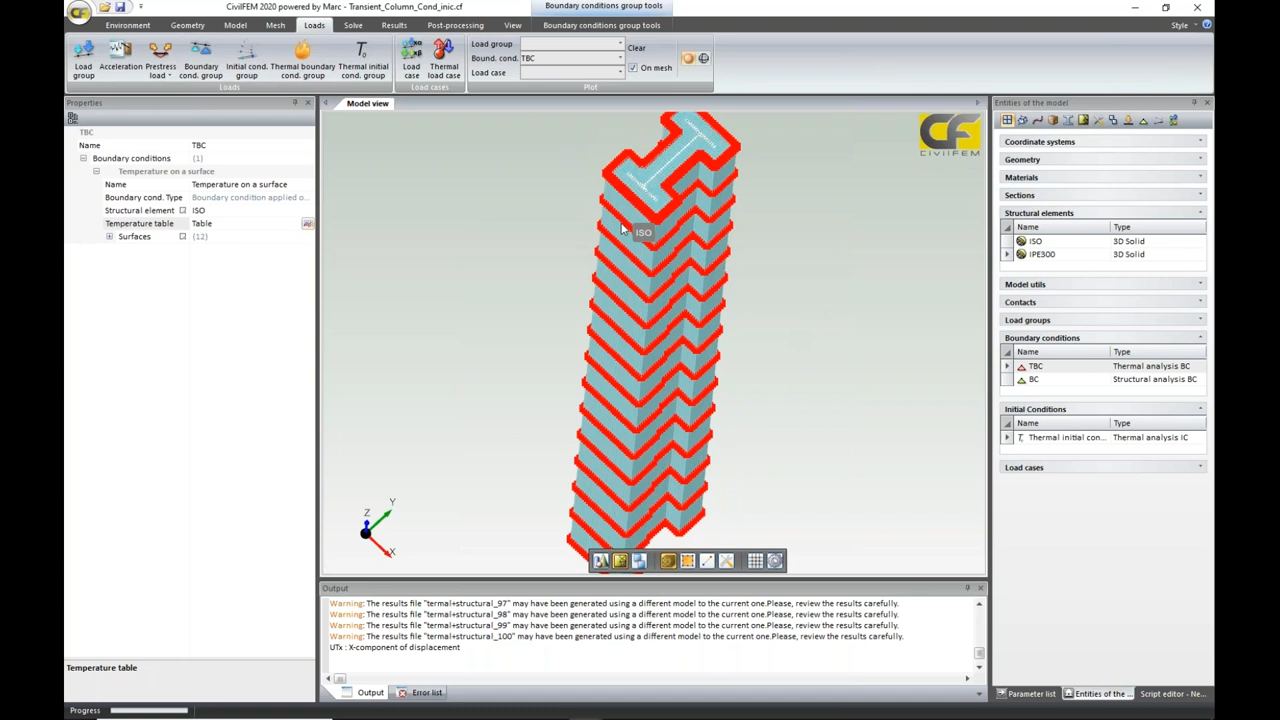 CivilFEM 2020 powered by Marc - Transient_Column_Cond_inic.cf
Boundary conditions group tools
Environment Geometry Model Mesh Loads Solve Results Post-processing View Boundary conditions group tools Style
Load group
Acceleration
Prestress load
Boundary cond. group
Initial cond. group
Thermal boundary cond. group
Thermal initial cond. group
Load case
Thermal load case
Load group
Bound. cond. TBC
Load case
Clear
On mesh
Loads
Load cases
Plot
Properties
TBC
Name TBC
Boundary conditions (1)
Temperature on a surface
Name Temperature on a surface
Boundary cond. Type Boundary condition applied o...
Structural element ISO
Temperature table Table
Surfaces (12)
Temperature table
Model view
CF
CIVILFEM
ISO
Z
Y
X
Output
Warning: The results file "termal+structural_97" may have been generated using a different model to the current one.Please, review the results carefully.
Warning: The results file "termal+structural_98" may have been generated using a different model to the current one.Please, review the results carefully.
Warning: The results file "termal+structural_99" may have been generated using a different model to the current one.Please, review the results carefully.
Warning: The results file "termal+structural_100" may have been generated using a different model to the current one.Please, review the results carefully.
UTx : X-component of displacement
Output Error list
Entities of the model
Coordinate systems
Geometry
Materials
Sections
Structural elements
Name Type
ISO 3D Solid
IPE300 3D Solid
Model utils
Contacts
Load groups
Boundary conditions
Name Type
TBC Thermal analysis BC
BC Structural analysis BC
Initial Conditions
Name Type
Thermal initial con... Thermal analysis IC
Load cases
Parameter list Entities of the... Script editor - Ne...
Progress